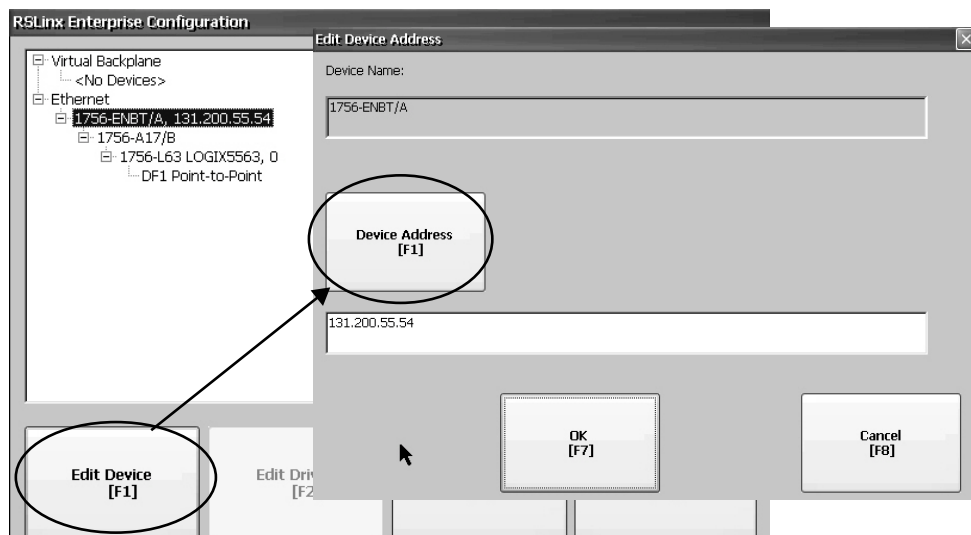 RSLinx Enterprise Configuration
Virtual Backplane
<No Devices>
Ethernet
1756-ENBT/A, 131.200.55.54
1756-A17/B
1756-L63 LOGIX5563, 0
DF1 Point-to-Point
Edit Device
[F1]
Edit Driv
[F2
Edit Device Address
Device Name:
1756-ENBT/A
Device Address
[F1]
131.200.55.54
OK
[F7]
Cancel
[F8]